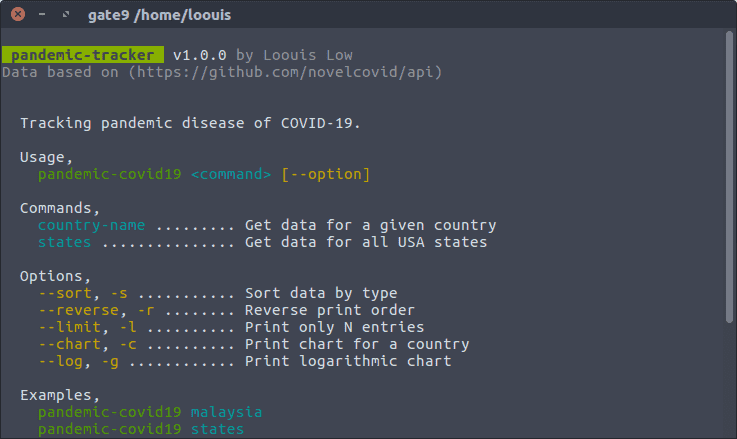 gate9 /home/loouis
pandemic-tracker v1.0.0 by Loouis Low
Data based on (https://github.com/novelcovid/api)
Tracking pandemic disease of COVID-19.
Usage,
pandemic-covid19 <command> [--option]
Commands,
country-name ......... Get data for a given country
states ............... Get data for all USA states
Options,
--sort, -s ........... Sort data by type
--reverse, -r ........ Reverse print order
--limit, -l .......... Print only N entries
--chart, -c .......... Print chart for a country
--log, -g ............ Print logarithmic chart
Examples,
pandemic-covid19 malaysia
pandemic-covid19 states